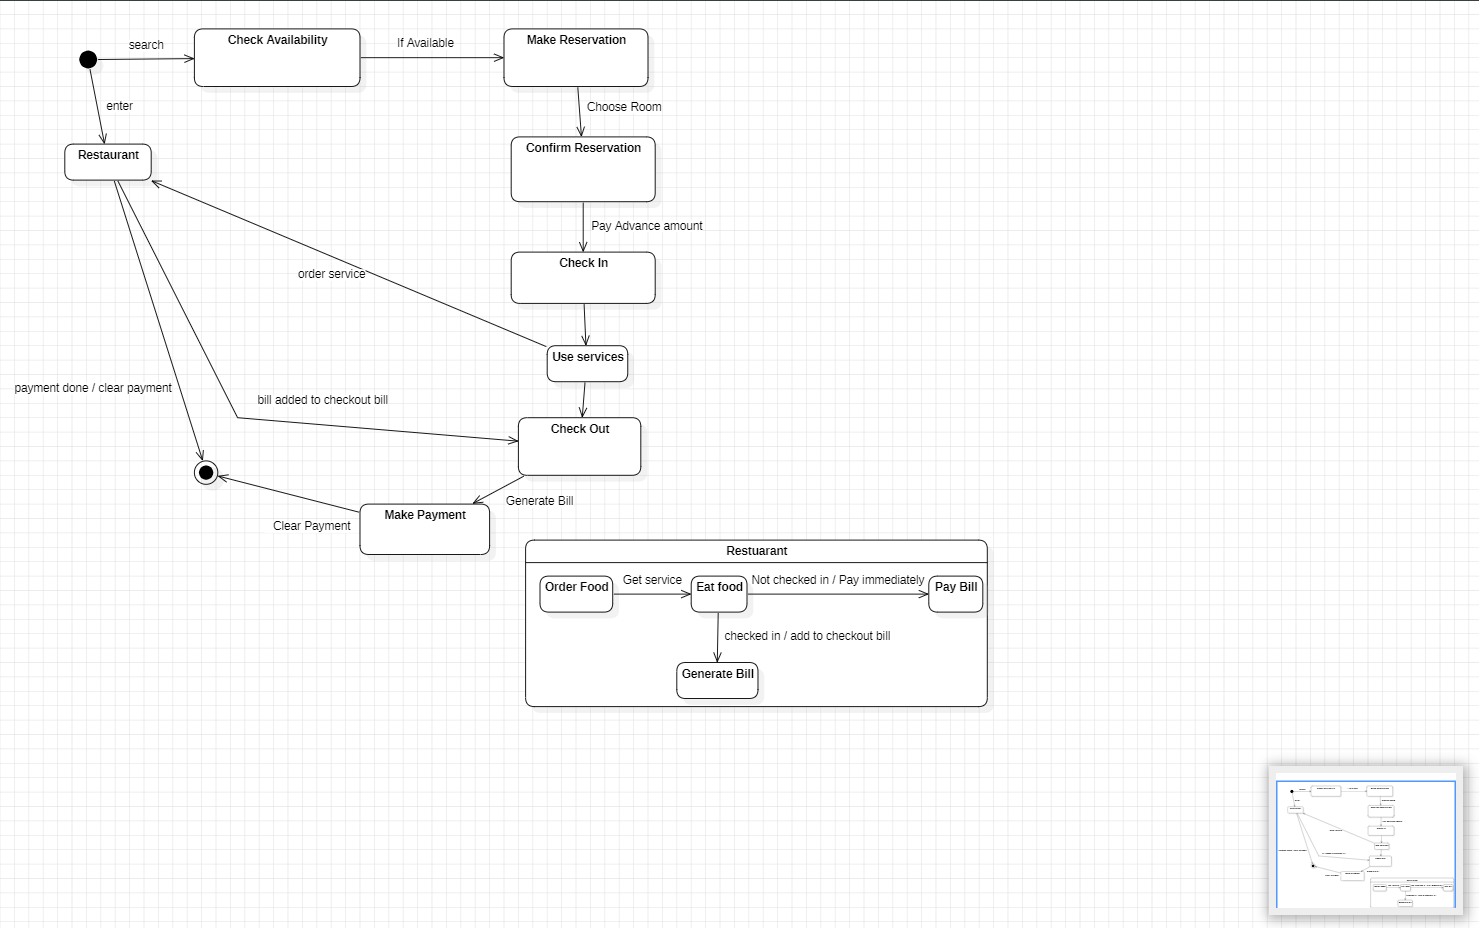 search
Check Availability
If Available
Make Reservation
enter
Choose Room
Restaurant
Confirm Reservation
Pay Advance amount
Check In
order service
Use services
payment done / clear payment
bill added to checkout bill
Check Out
Generate Bill
Make Payment
Clear Payment
Restuarant
Order Food
Get service
Eat food
Not checked in / Pay immediately
Pay Bill
checked in / add to checkout bill
Generate Bill